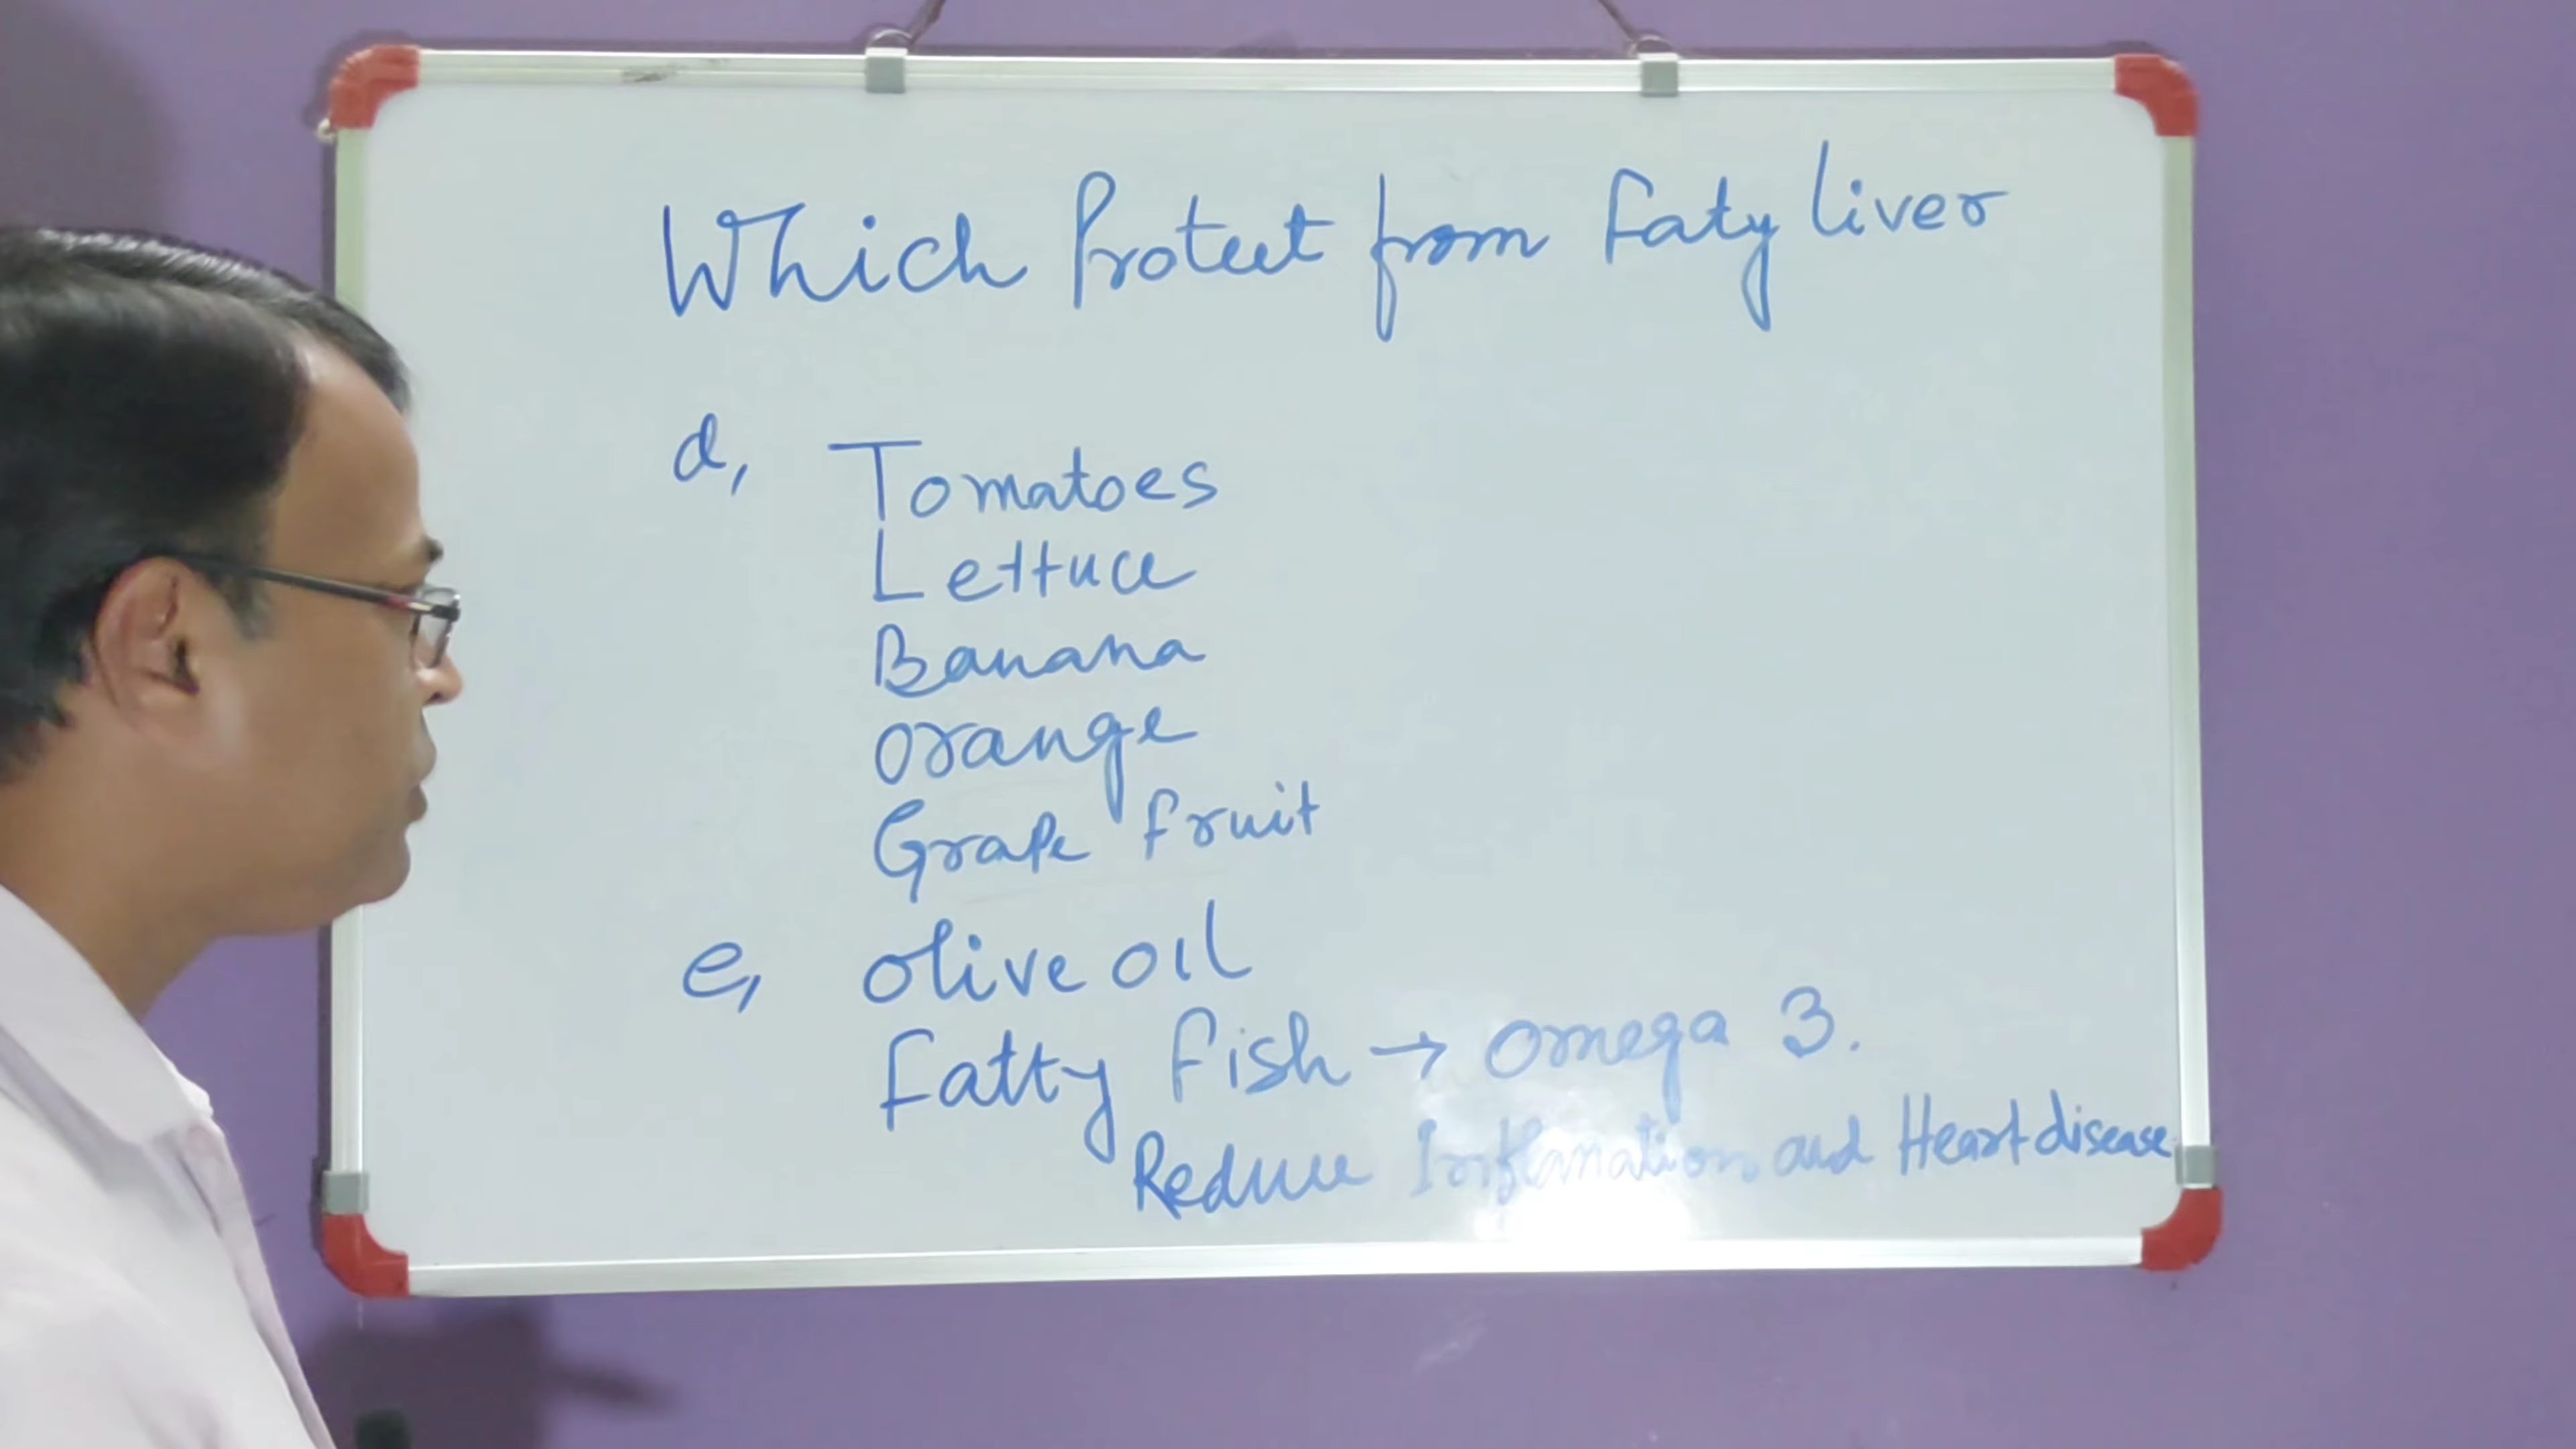 Which Protect from Faty liver
d, Tomatoes
Lettuce
Banana
Orange
Grape fruit
e, Olive oil
Fatty Fish → Omega 3.
Reduce Inflamation and Heart disease